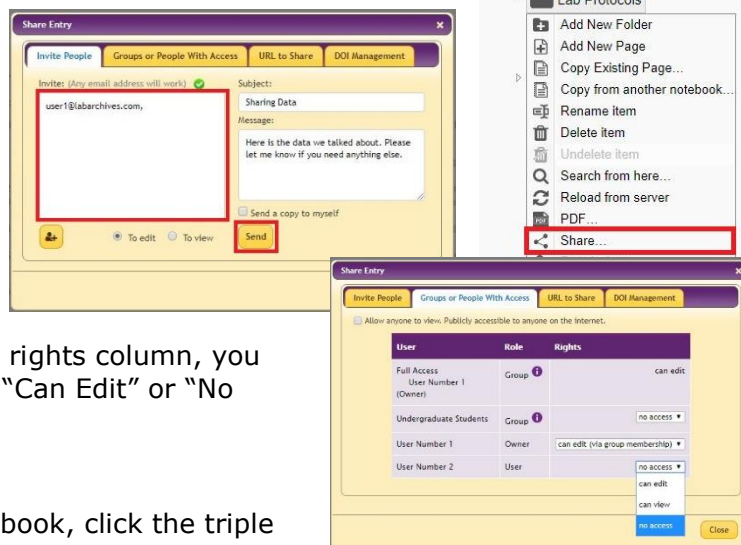 Share Entry
x
Invite People
Groups or People With Access
URL to Share
DOI Management
Invite: (Any email address will work)
user1@labarchives.com,
To edit
To view
Subject:
Sharing Data
Message:
Here is the data we talked about. Please
let me know if you need anything else.
Send a copy to myself
Send
Lab Protocols
Add New Folder
Add New Page
Copy Existing Page...
Copy from another notebook...
Rename item
Delete item
Undelete item
Search from here...
Reload from server
PDF...
Share...
Share Entry
x
Invite People
Groups or People With Access
URL to Share
DOI Management
Allow anyone to view. Publicly accessible to anyone on the internet.
User Role Rights
Full Access
User Number 1
(Owner)
Group
can edit
Undergraduate Students Group no access
User Number 1 Owner can edit (via group membership)
User Number 2 User no access
can edit
can view
no access
Close
rights column, you
“Can Edit” or “No
book, click the triple